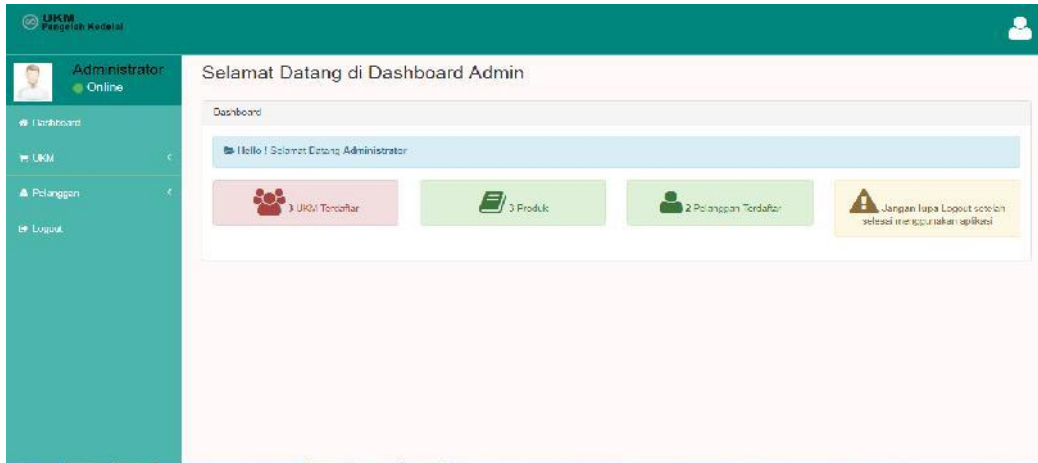 UKM
Pengolah Kedelai
Administrator
Online
Dashboard
UKM
Pelanggan
Logout
Selamat Datang di Dashboard Admin
Dashboard
Hello ! Selamat Datang Administrator
3 UKM Terdaftar
3 Produk
2 Pelanggan Terdaftar
Jangan lupa Logout setelah
selesai menggunakan aplikasi